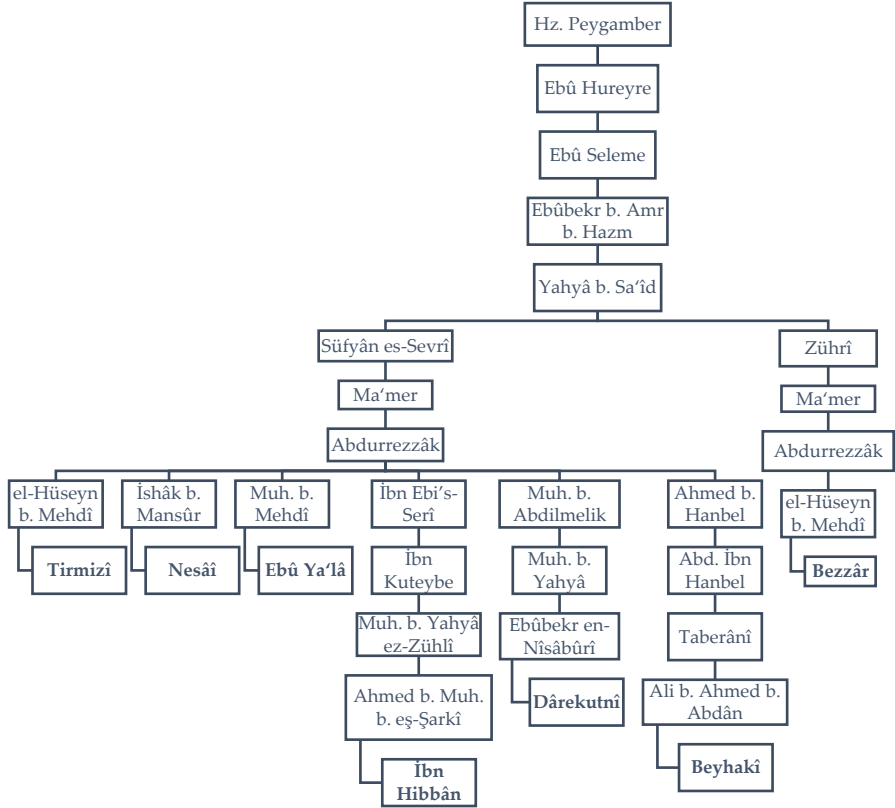 Hz. Peygamber
Ebû Hureyre
Ebû Seleme
Ebûbekr b. Amr
b. Hazm
Yahyâ b. Sa‘îd
Süfyân es-Sevrî
Zührî
Ma‘mer
Ma‘mer
Abdurrezzâk
Abdurrezzâk
el-Hüseyn
b. Mehdî
İshâk b.
Mansûr
Muh. b.
Mehdî
İbn Ebi’s-
Serî
Muh. b.
Abdilmelik
Ahmed b.
Hanbel
el-Hüseyn
b. Mehdî
Tirmizî
Nesâî
Ebû Ya‘lâ
İbn
Kuteybe
Muh. b.
Yahyâ
Abd. İbn
Hanbel
Bezzâr
Muh. b. Yahyâ
ez-Zühlî
Ebûbekr en-
Nîsâbûrî
Taberânî
Ahmed b. Muh.
b. eş-Şarkî
Dârekutnî
Ali b. Ahmed b.
Abdân
İbn
Hibbân
Beyhakî